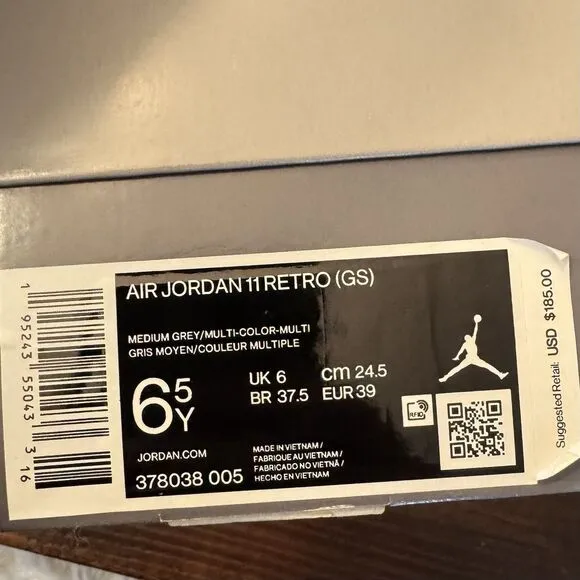 AIR JORDAN 11 RETRO (GS)
MEDIUM GREY/MULTI-COLOR-MULTI
GRIS MOYEN/COULEUR MULTIPLE
6 5Y
UK 6 cm 24.5
BR 37.5 EUR 39
JORDAN.COM
378038 005
MADE IN VIETNAM /
FABRIQUE AU VIETNAM /
FABRICADO NO VIETNÃ /
HECHO EN VIETNAM
RFID
Suggested Retail: USD $185.00
1 95243 55043 3 16